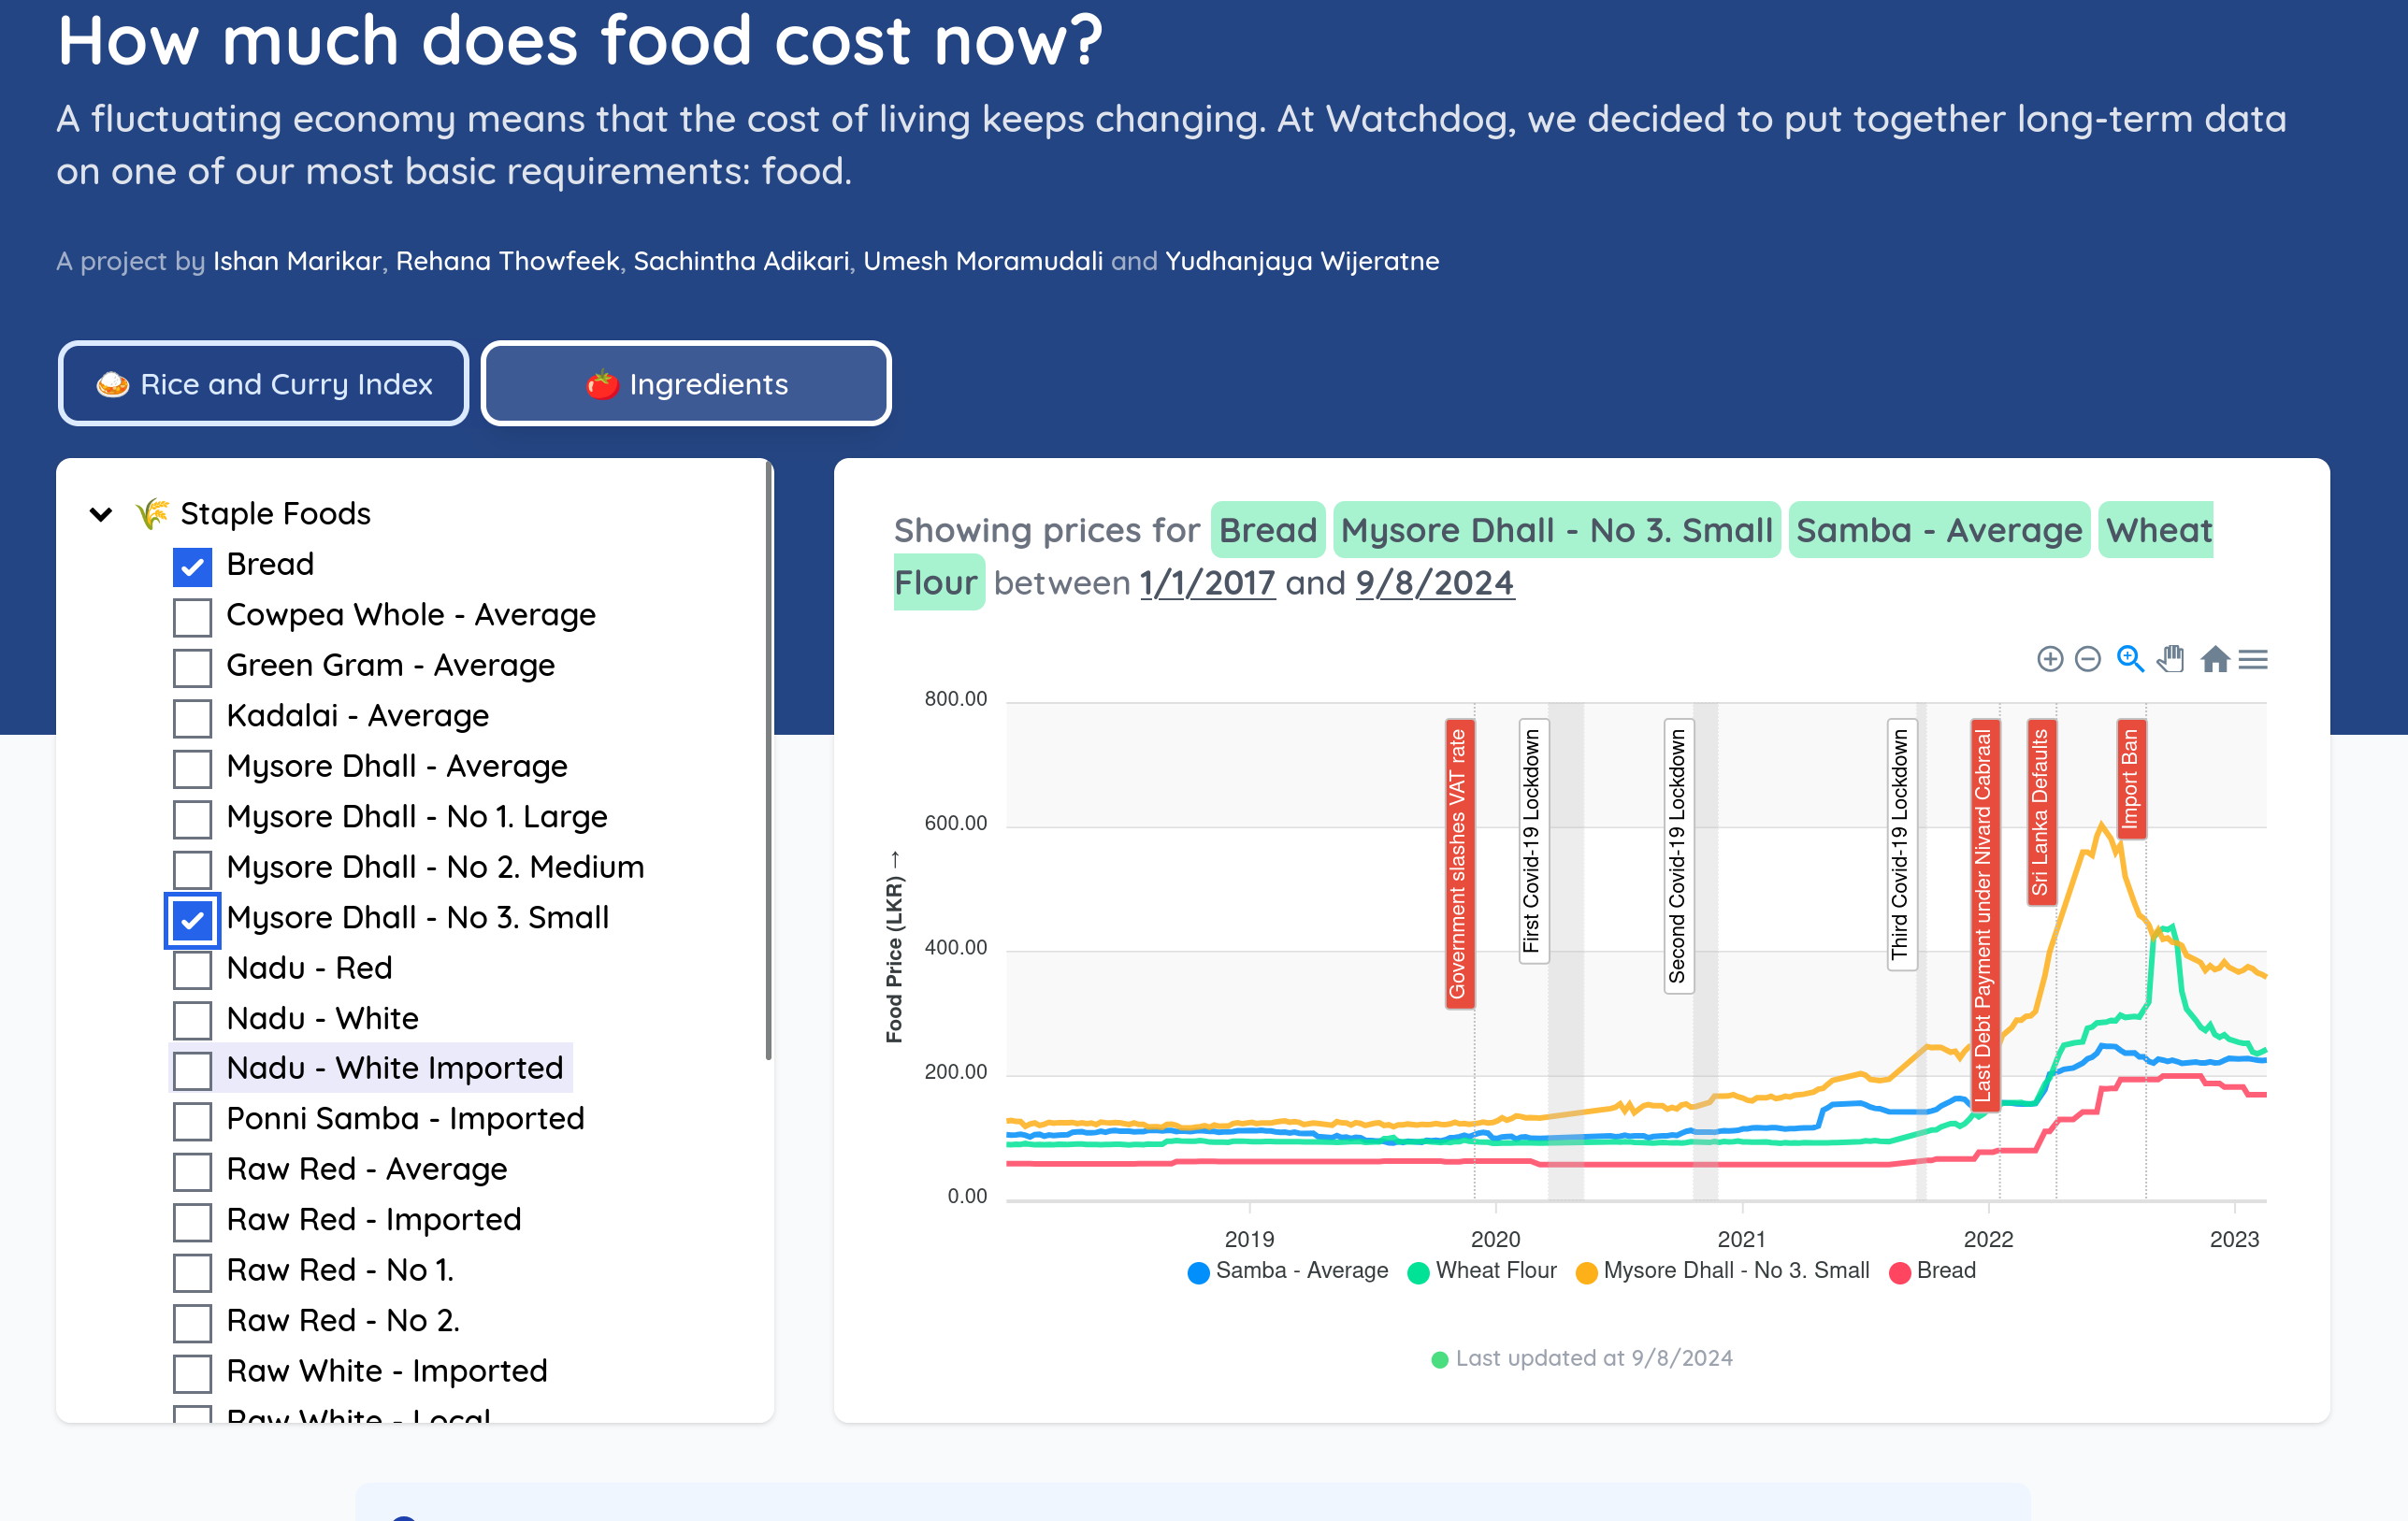 How much does food cost now?
A fluctuating economy means that the cost of living keeps changing. At Watchdog, we decided to put together long-term data
on one of our most basic requirements: food.
A project by Ishan Marikar, Rehana Thowfeek, Sachintha Adikari, Umesh Moramudali and Yudhanjaya Wijeratne
Rice and Curry Index
Ingredients
Staple Foods
Bread
Cowpea Whole - Average
Green Gram - Average
Kadalai - Average
Mysore Dhall - Average
Mysore Dhall - No 1. Large
Mysore Dhall - No 2. Medium
Mysore Dhall - No 3. Small
Nadu - Red
Nadu - White
Nadu - White Imported
Ponni Samba - Imported
Raw Red - Average
Raw Red - Imported
Raw Red - No 1.
Raw Red - No 2.
Raw White - Imported
Raw White - Local
Showing prices for Bread Mysore Dhall - No 3. Small Samba - Average Wheat
Flour between 1/1/2017 and 9/8/2024
800.00
600.00
400.00
200.00
0.00
Food Price (LKR) →
Government slashes VAT rate
First Covid-19 Lockdown
Second Covid-19 Lockdown
Third Covid-19 Lockdown
Last Debt Payment under Nivard Cabraal
Sri Lanka Defaults
Import Ban
2019 2020 2021 2022 2023
Samba - Average Wheat Flour Mysore Dhall - No 3. Small Bread
Last updated at 9/8/2024